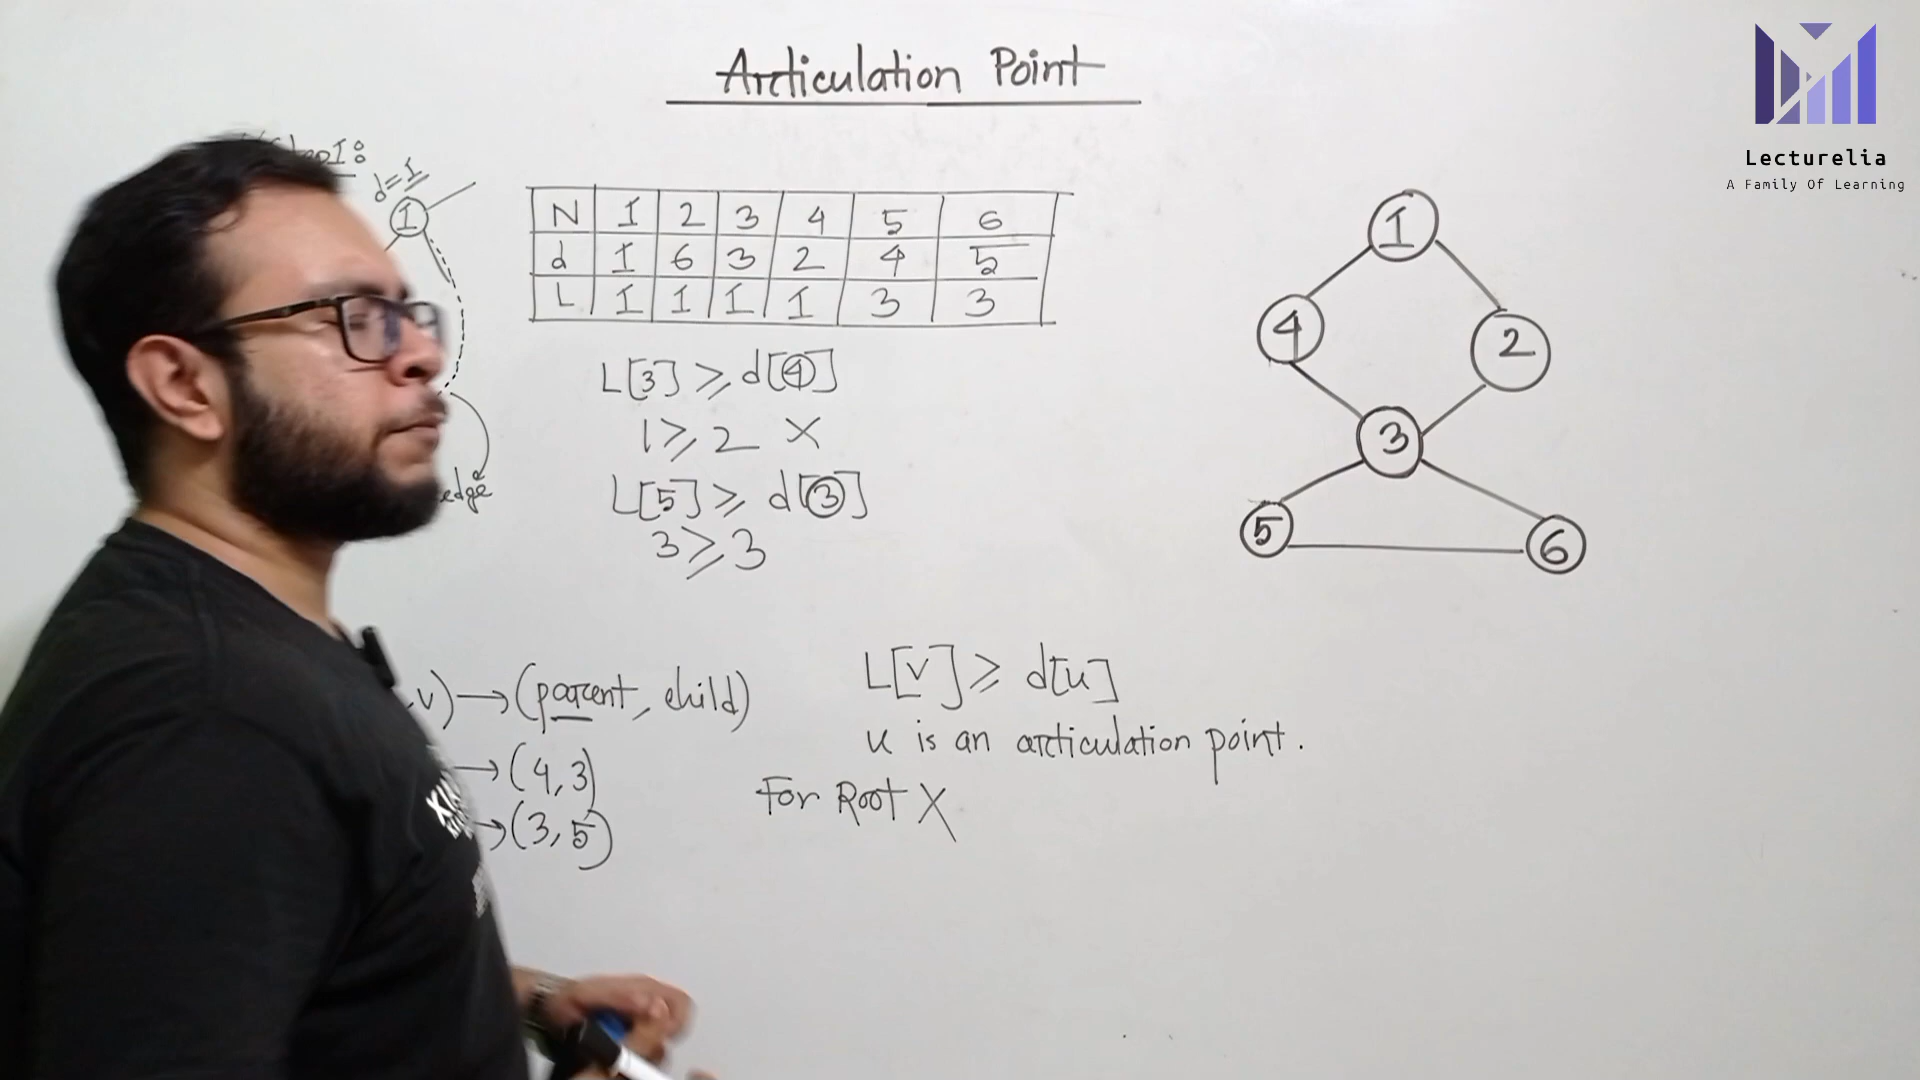 Articulation Point
Lecturelia
A Family Of Learning
Step I:
d=1
1
N 1 2 3 4 5 6
d 1 6 3 2 4 5
L 1 1 1 1 3 3
L[3] ≥ d[4]
1 ≥ 2 X
L[5] ≥ d[3]
3 ≥ 3
edge
1
4 2
3
5 6
,v) → (parent, child)
→ (4,3)
→ (3,5)
L[v] ≥ d[u]
u is an articulation point.
For Root X